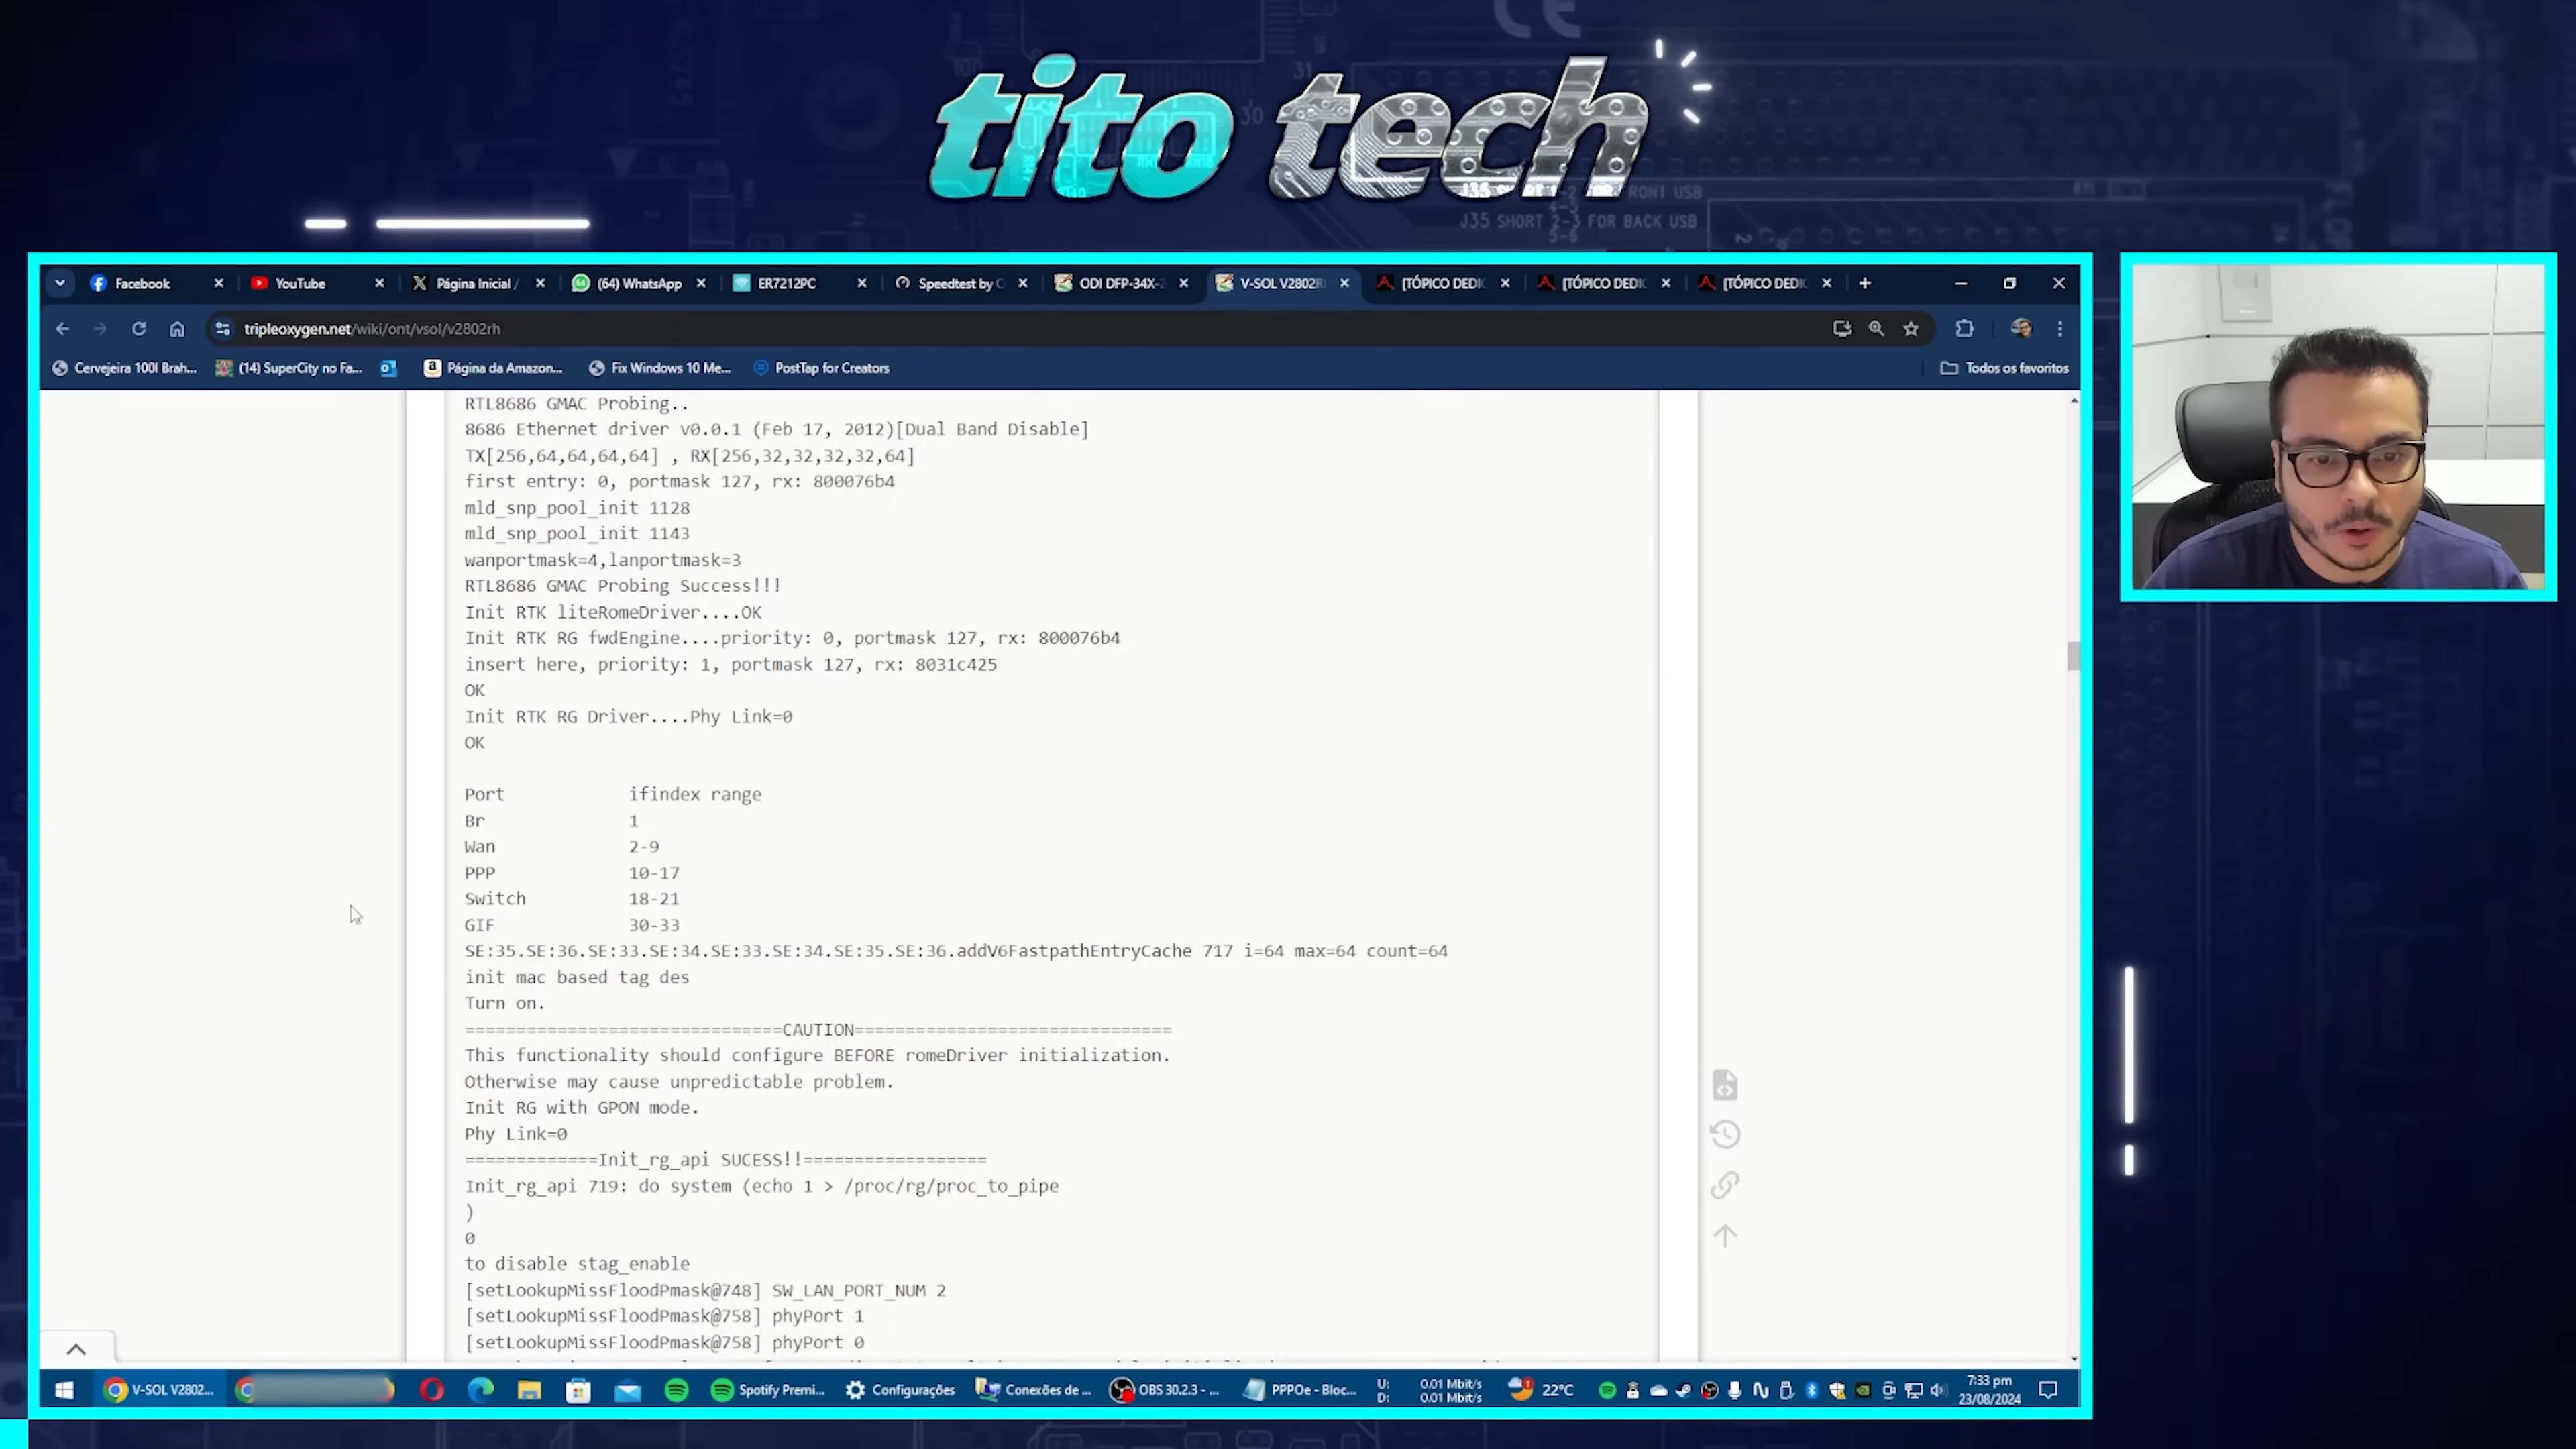 tito tech
J35 SHORT 2-3 FOR BACK USB
Facebook
YouTube
Página Inicial /
(64) WhatsApp
ER7212PC
Speedtest by
ODI DFP-34X-2
V-SOL V2802R
[TÓPICO DEDIC
[TÓPICO DEDIC
[TÓPICO DEDIC
tripleoxygen.net/wiki/ont/vsol/v2802rh
Cervejeira 100l Brah...
(14) SuperCity no Fa...
Página da Amazon...
Fix Windows 10 Me...
PostTap for Creators
Todos os favoritos
RTL8686 GMAC Probing..
8686 Ethernet driver v0.0.1 (Feb 17, 2012)[Dual Band Disable]
TX[256,64,64,64,64] , RX[256,32,32,32,32,64]
first entry: 0, portmask 127, rx: 800076b4
mld_snp_pool_init 1128
mld_snp_pool_init 1143
wanportmask=4,lanportmask=3
RTL8686 GMAC Probing Success!!!
Init RTK liteRomeDriver....OK
Init RTK RG fwdEngine....priority: 0, portmask 127, rx: 800076b4
insert here, priority: 1, portmask 127, rx: 8031c425
OK
Init RTK RG Driver....Phy Link=0
OK
Port ifindex range
Br 1
Wan 2-9
PPP 10-17
Switch 18-21
GIF 30-33
SE:35.SE:36.SE:33.SE:34.SE:33.SE:34.SE:35.SE:36.addV6FastpathEntryCache 717 i=64 max=64 count=64
init mac based tag des
Turn on.
===============================CAUTION===============================
This functionality should configure BEFORE romeDriver initialization.
Otherwise may cause unpredictable problem.
Init RG with GPON mode.
Phy Link=0
=============Init_rg_api SUCESS!!==================
Init_rg_api 719: do system (echo 1 > /proc/rg/proc_to_pipe
)
0
to disable stag_enable
[setLookupMissFloodPmask@748] SW_LAN_PORT_NUM 2
[setLookupMissFloodPmask@758] phyPort 1
[setLookupMissFloodPmask@758] phyPort 0
V-SOL V2802...
Spotify Premi...
Configurações
Conexões de ...
OBS 30.2.3 - ...
PPPOe - Bloc...
U: 0.01 Mbit/s
D: 0.01 Mbit/s
22°C
7:33 pm
23/08/2024